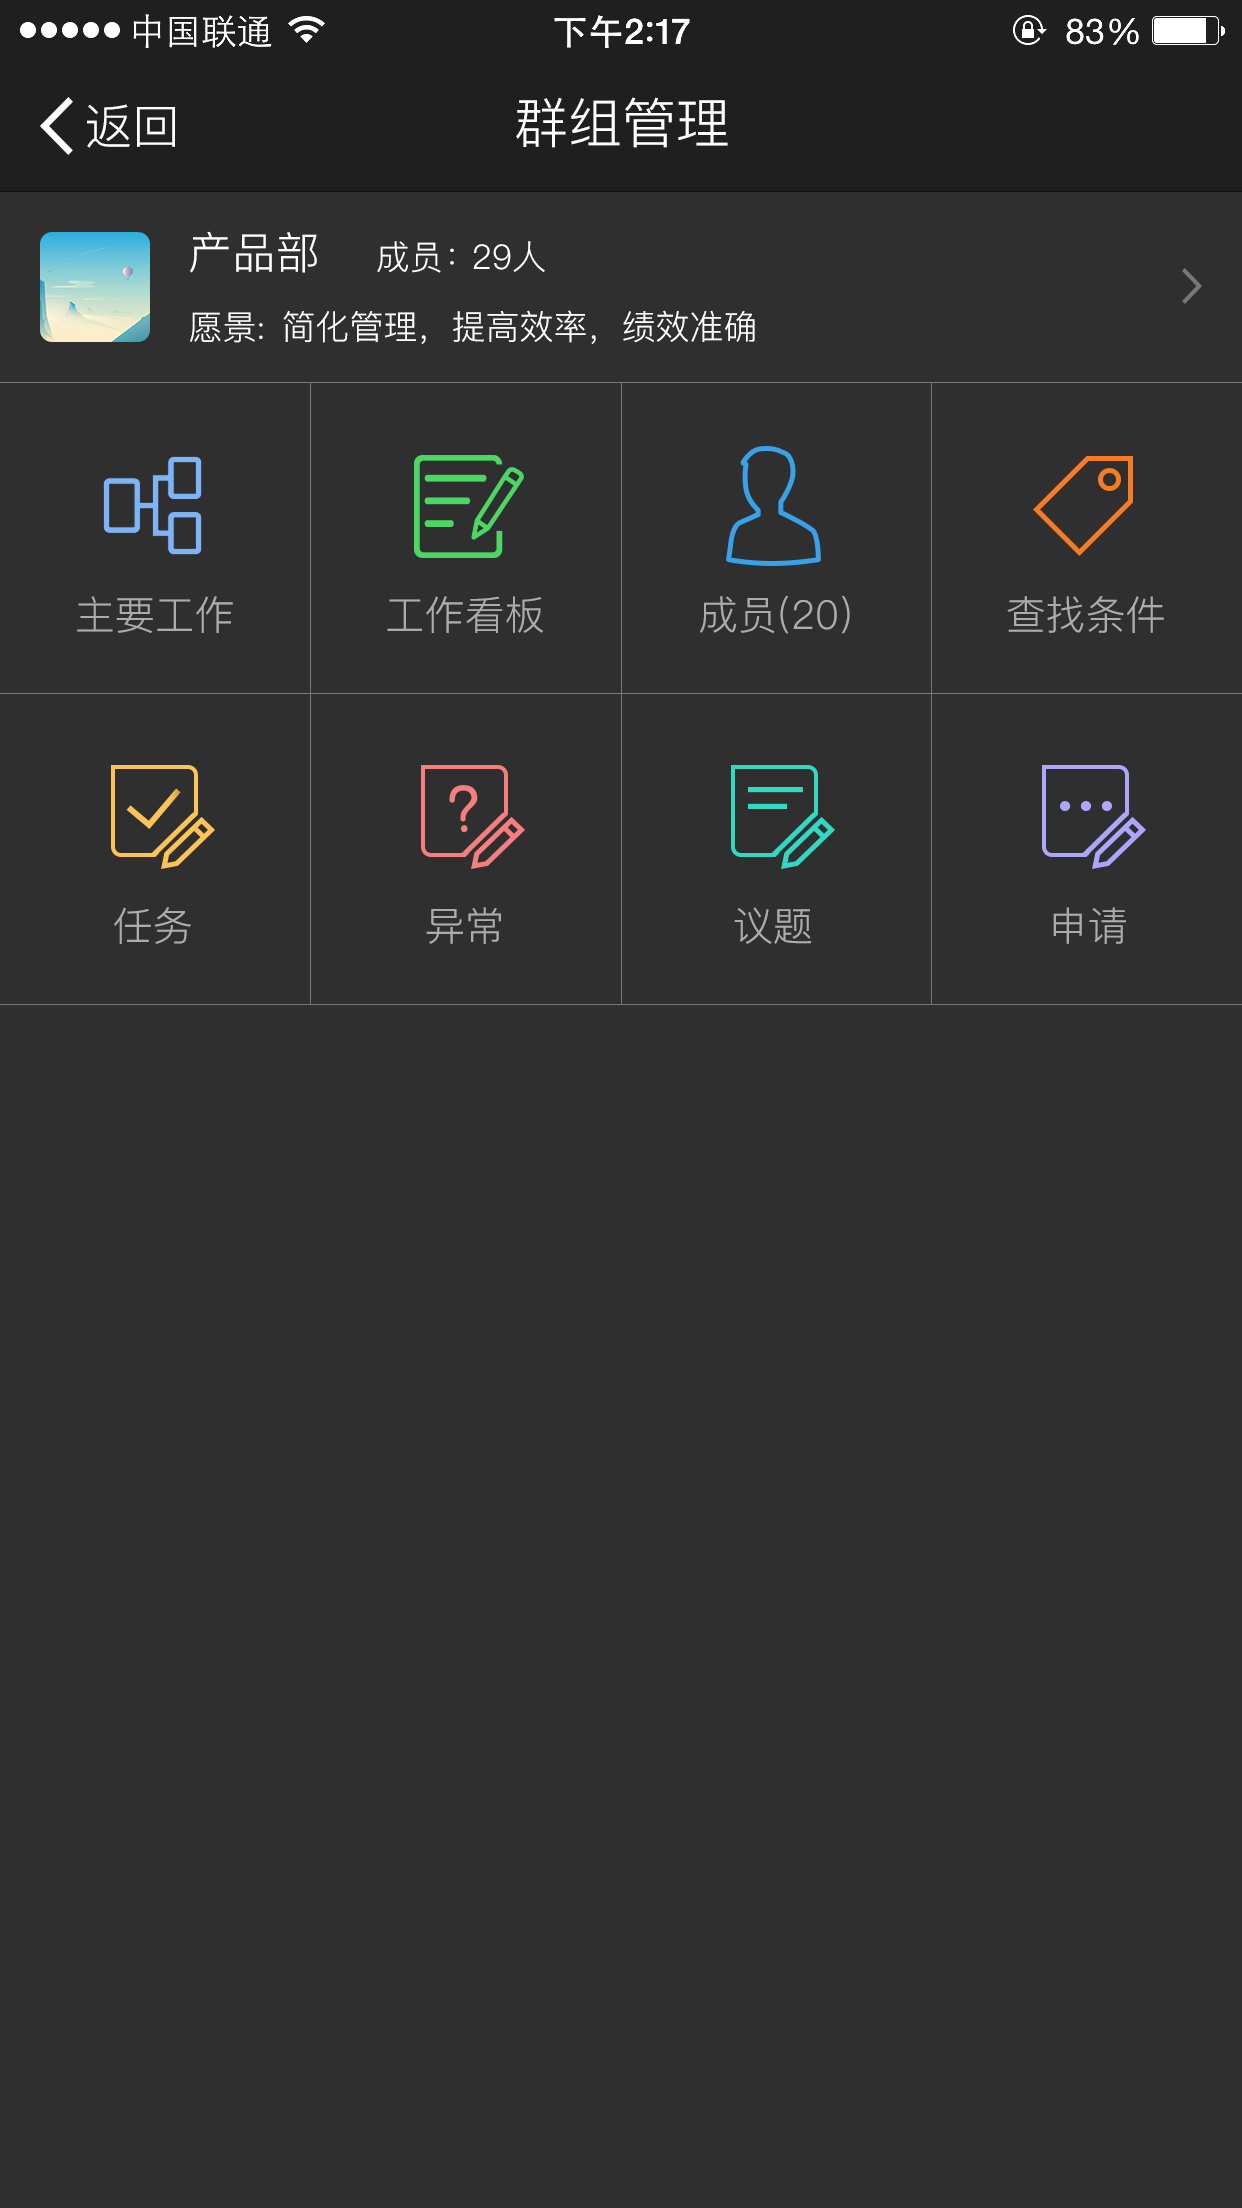 中国联通 下午2:17 83%
返回 群组管理
产品部 成员：29人
愿景：简化管理，提高效率，绩效准确
主要工作 工作看板 成员(20) 查找条件
任务 异常 议题 申请